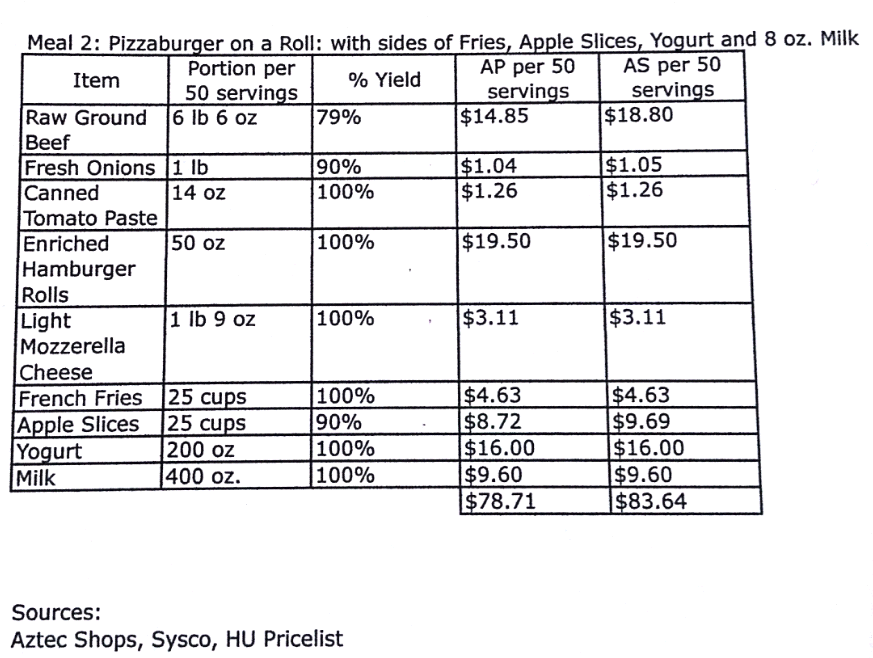 Meal 2: Pizzaburger on a Roll: with sides of Fries, Apple Slices, Yogurt and 8 oz. Milk
Item | Portion per 50 servings | % Yield | AP per 50 servings | AS per 50 servings
Raw Ground Beef | 6 lb 6 oz | 79% | $14.85 | $18.80
Fresh Onions | 1 lb | 90% | $1.04 | $1.05
Canned Tomato Paste | 14 oz | 100% | $1.26 | $1.26
Enriched Hamburger Rolls | 50 oz | 100% | $19.50 | $19.50
Light Mozzerella Cheese | 1 lb 9 oz | 100% | $3.11 | $3.11
French Fries | 25 cups | 100% | $4.63 | $4.63
Apple Slices | 25 cups | 90% | $8.72 | $9.69
Yogurt | 200 oz | 100% | $16.00 | $16.00
Milk | 400 oz. | 100% | $9.60 | $9.60
$78.71 | $83.64
Sources:
Aztec Shops, Sysco, HU Pricelist